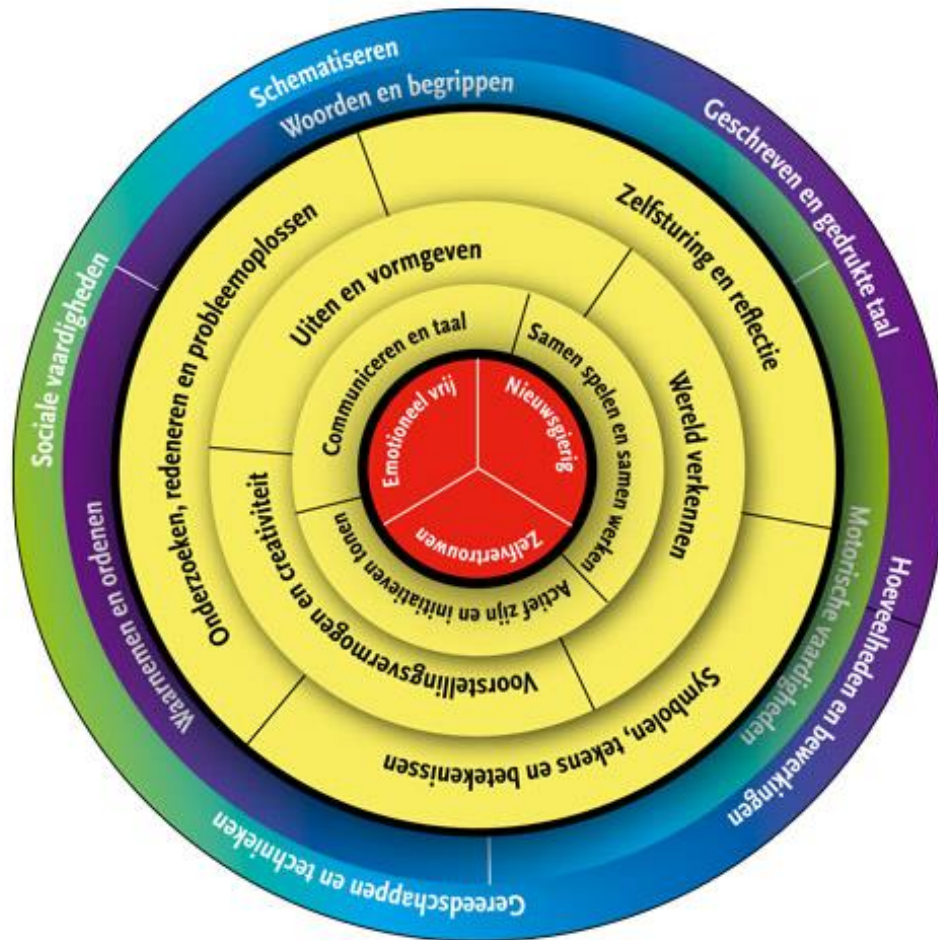 Schematiseren
Geschreven en gedrukte taal
Hoeveelheden en bewerkingen
Gereedschappen en technieken
Sociale vaardigheden
Woorden en begrippen
Motorische vaardigheden
Waarnemen en ordenen
Zelfsturing en reflectie
Symbolen, tekens en betekenissen
Onderzoeken, redeneren en probleemoplossen
Uiten en vormgeven
Wereld verkennen
Voorstellingsvermogen en creativiteit
Communiceren en taal
Samen spelen en samen werken
Actief zijn en initiatieven tonen
Emotioneel vrij
Nieuwsgierig
Zelfvertrouwen